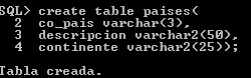 SQL> create table paises(
2 co_pais varchar(3),
3 descripcion varchar2(50),
4 continente varchar2(25));
Tabla creada.